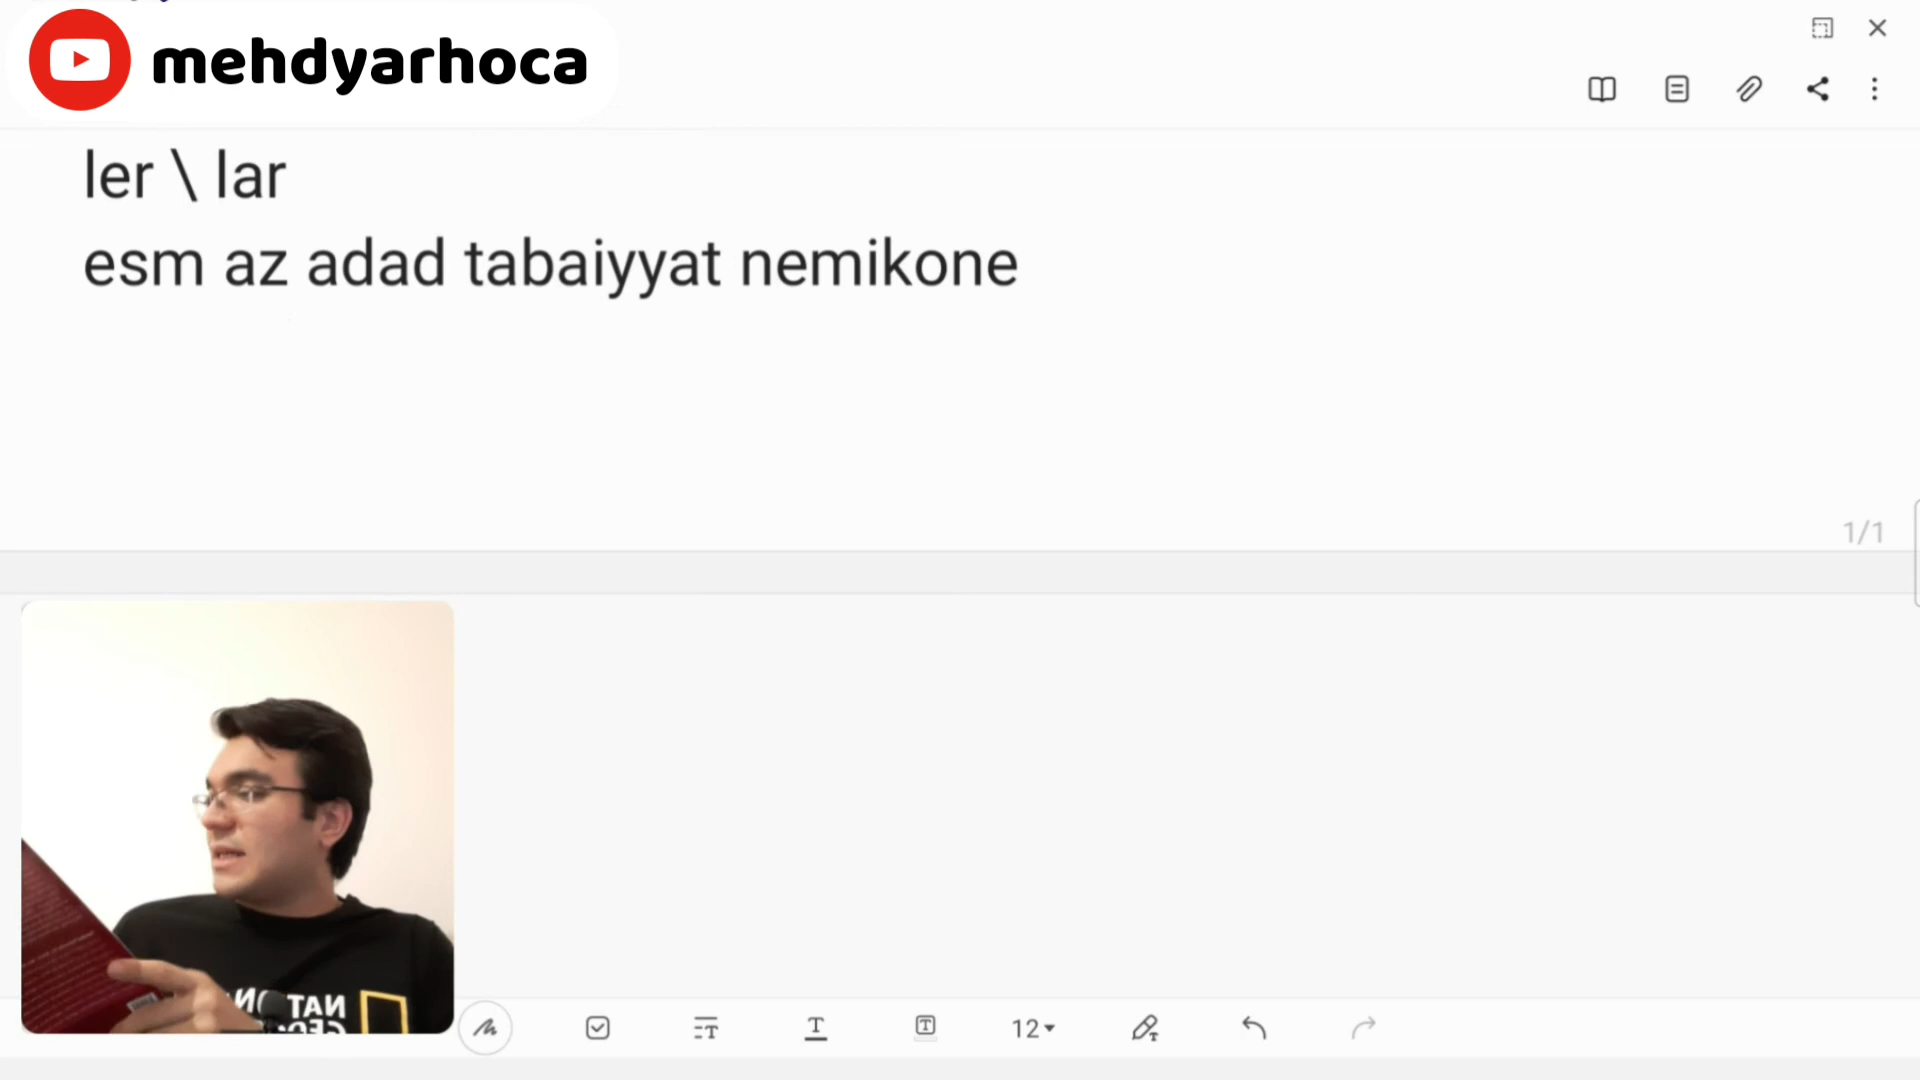 mehdyarhoca
ler \ lar
esm az adad tabaiyyat nemikone
1/1
12